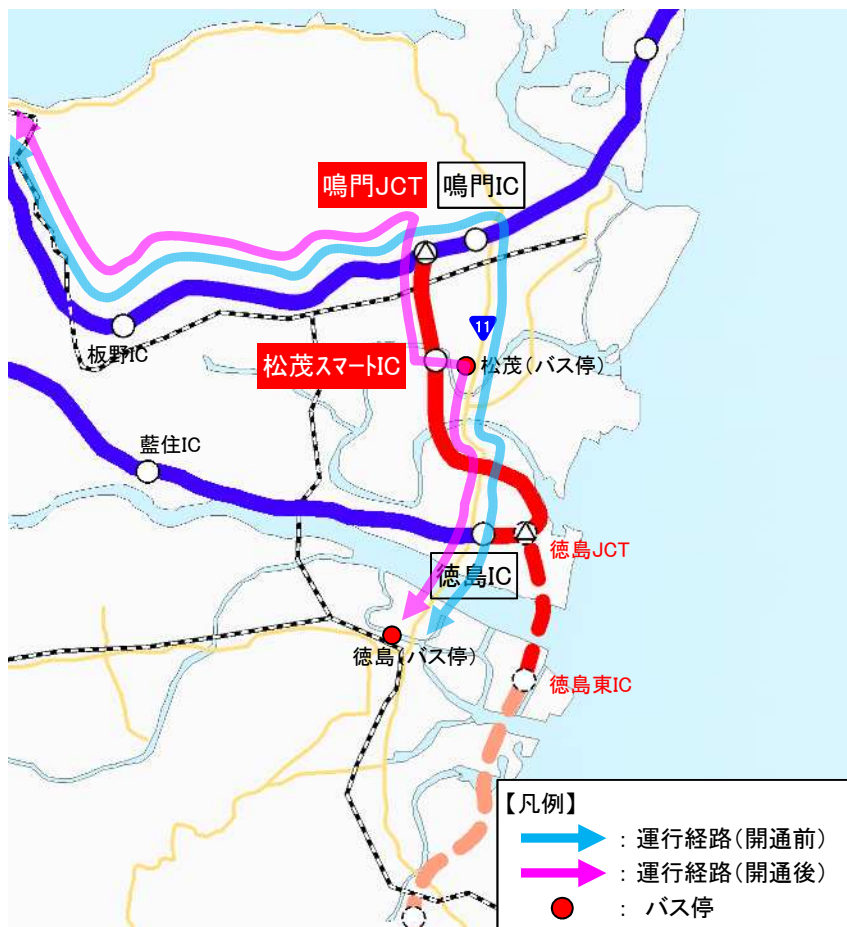 鳴門JCT
鳴門IC
11
板野IC
松茂スマートIC
松茂(バス停)
藍住IC
徳島JCT
徳島IC
徳島(バス停)
徳島東IC
【凡例】
: 運行経路(開通前)
: 運行経路(開通後)
: バス停